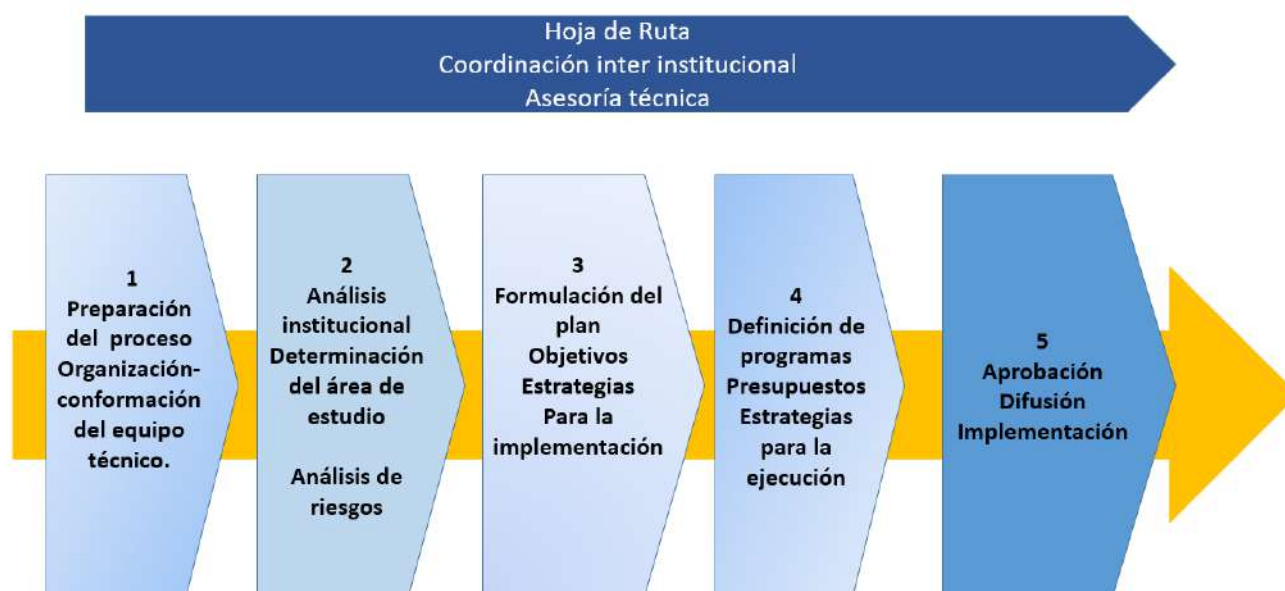 Hoja de Ruta
Coordinación inter institucional
Asesoría técnica
1
Preparación
del proceso
Organización-
conformación
del equipo
técnico.
2
Análisis
institucional
Determinación
del área de
estudio
Análisis de
riesgos
3
Formulación del
plan
Objetivos
Estrategias
Para la
implementación
4
Definición de
programas
Presupuestos
Estrategias
para la
ejecución
5
Aprobación
Difusión
Implementación